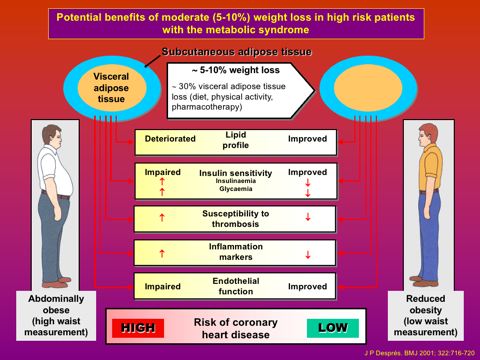 Potential benefits of moderate (5-10%) weight loss in high risk patients
with the metabolic syndrome
Subcutaneous adipose tissue
Visceral
adipose
tissue
~ 5-10% weight loss
~ 30% visceral adipose tissue
loss (diet, physical activity,
pharmacotherapy)
Deteriorated Lipid profile Improved
Impaired Insulin sensitivity Improved
↑ Insulinaemia ↓
↑ Glycaemia ↓
↑ Susceptibility to thrombosis ↓
↑ Inflammation markers ↓
Impaired Endothelial function Improved
Abdominally
obese
(high waist
measurement)
HIGH Risk of coronary heart disease LOW
Reduced
obesity
(low waist
measurement)
J P Després. BMJ 2001; 322:716-720